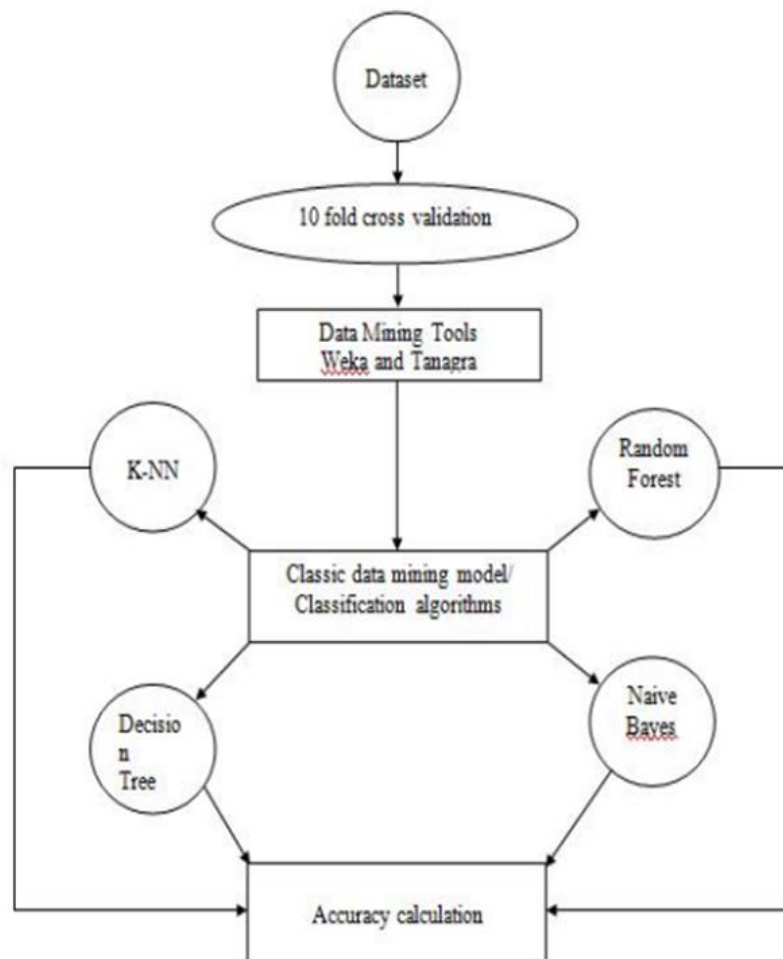 Dataset
10 fold cross validation
Data Mining Tools
Weka and Tanagra
K-NN
Random
Forest
Classic data mining model/
Classification algorithms
Decisio
n
Tree
Naive
Bayes
Accuracy calculation